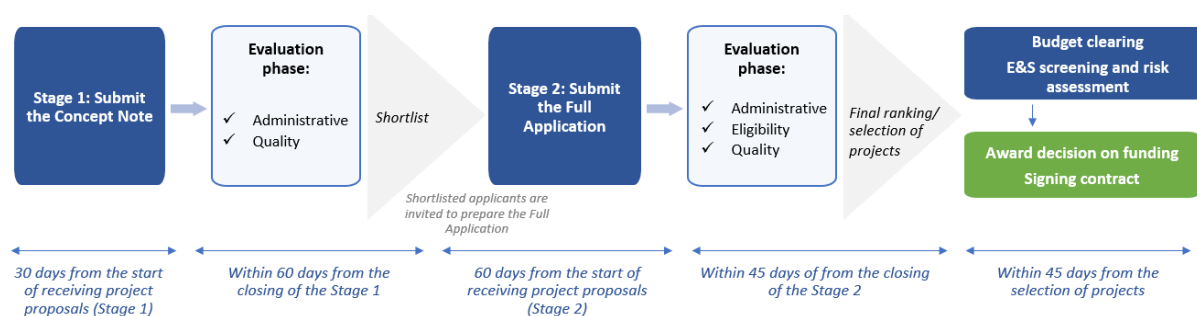 Stage 1: Submit
the Concept Note
Evaluation
phase:
✓ Administrative
✓ Quality
Shortlist
Shortlisted applicants are
invited to prepare the Full
Application
Stage 2: Submit
the Full
Application
Evaluation
phase:
✓ Administrative
✓ Eligibility
✓ Quality
Final ranking/
selection of
projects
Budget clearing
E&S screening and risk
assessment
Award decision on funding
Signing contract
30 days from the start
of receiving project
proposals (Stage 1)
Within 60 days from the
closing of the Stage 1
60 days from the start of
receiving project proposals
(Stage 2)
Within 45 days of from the closing
of the Stage 2
Within 45 days from the
selection of projects